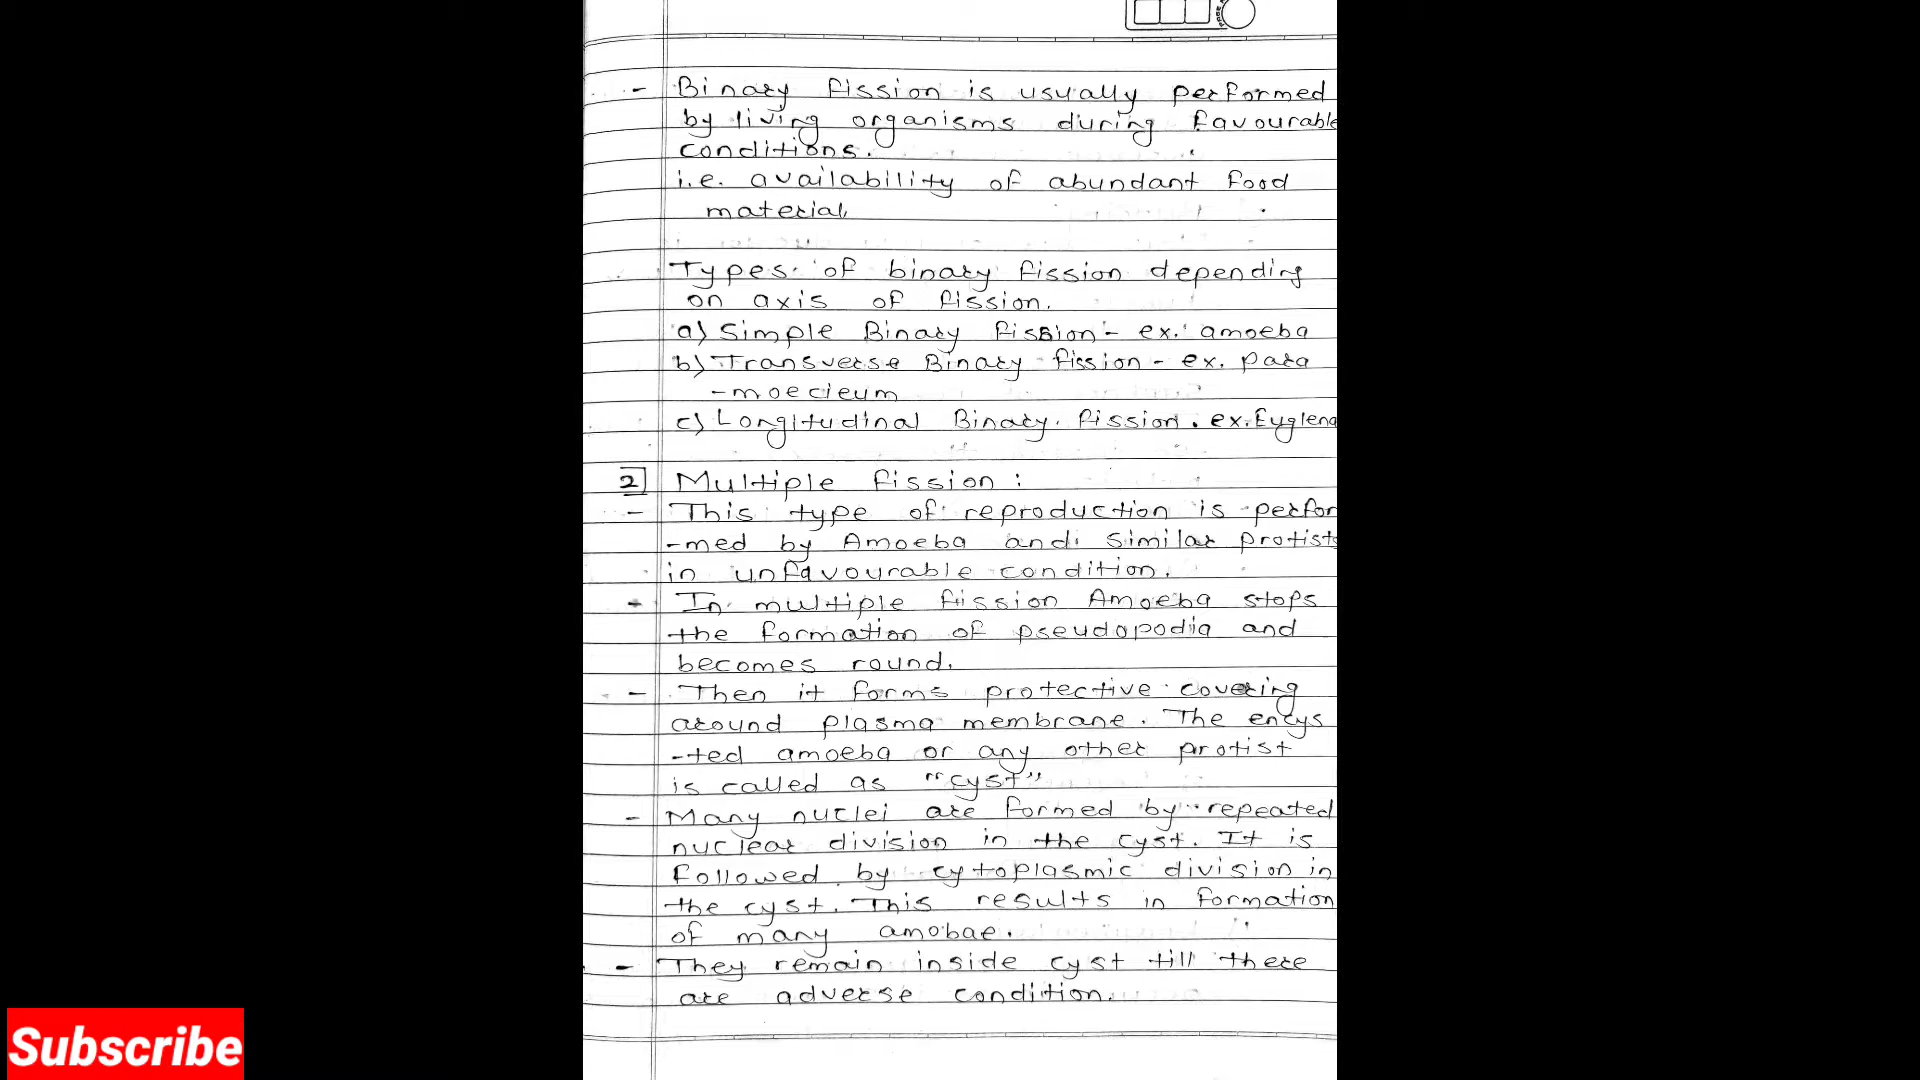 - Binary fission is usually performed
by living organisms during favourable
conditions.
i.e. availability of abundant food
material,
Types of binary fission depending
on axis of fission.
a) Simple Binary fission - ex. amoeba
b) Transverse Binary fission - ex. para
-moecieum
c) Longitudinal Binary fission. ex. Eyglena
2 Multiple fission :
- This type of reproduction is perfor
-med by Amoeba and similar protists
in unfavourable condition.
- In multiple fission Amoeba stops
the formation of pseudopodia and
becomes round.
- Then it forms protective covering
around plasma membrane. The encys
-ted amoeba or any other protist
is called as "cyst"
- Many nuclei are formed by repeated
nuclear division in the cyst. It is
followed by cytoplasmic division in
the cyst. This results in formation
of many amobae.
- They remain inside cyst till there
are adverse condition.
Subscribe